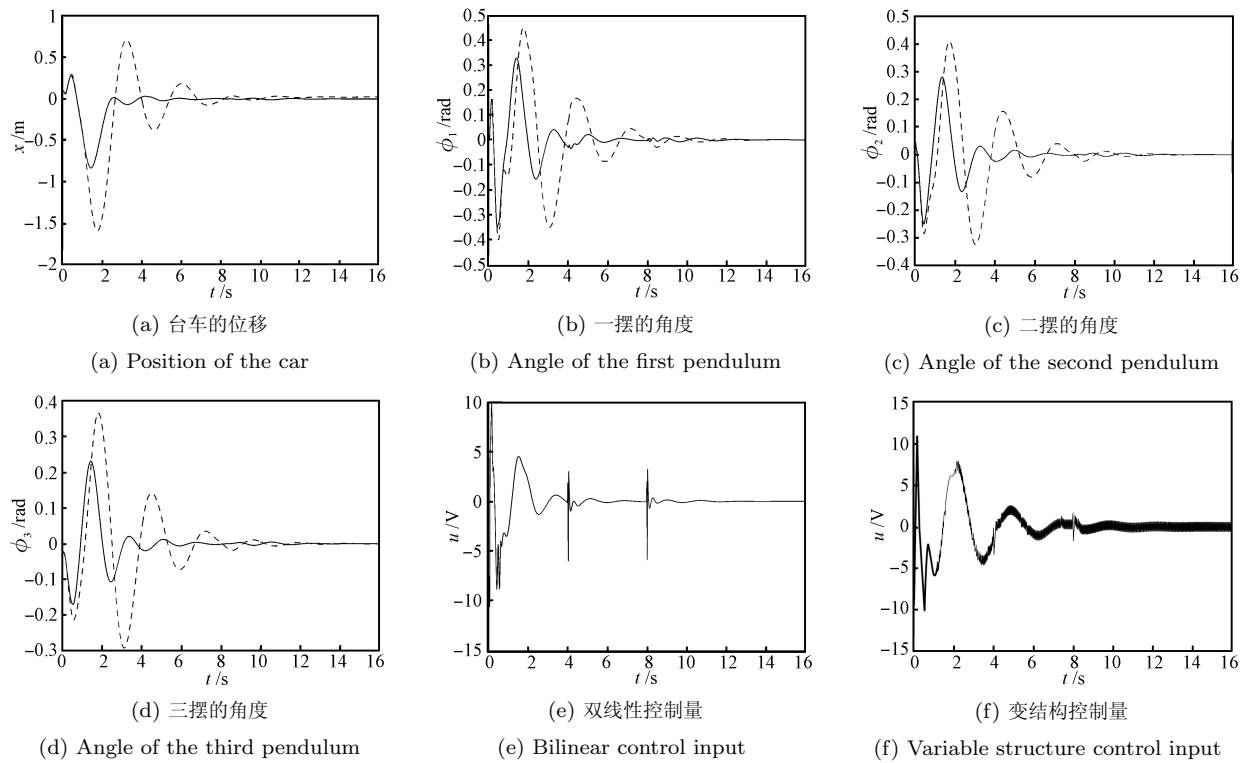 1
0.5
0
−0.5
−1
−1.5
−2
x/m
0 2 4 6 8 10 12 14 16
t/s
(a) 台车的位移
(a) Position of the car
0.5
0.4
0.3
0.2
0.1
0
−0.1
−0.2
−0.3
−0.4
−0.5
ϕ₁/rad
0 2 4 6 8 10 12 14 16
t/s
(b) 一摆的角度
(b) Angle of the first pendulum
0.5
0.4
0.3
0.2
0.1
0
−0.1
−0.2
−0.3
−0.4
ϕ₂/rad
0 2 4 6 8 10 12 14 16
t/s
(c) 二摆的角度
(c) Angle of the second pendulum
0.4
0.3
0.2
0.1
0
−0.1
−0.2
−0.3
ϕ₃/rad
0 2 4 6 8 10 12 14 16
t/s
(d) 三摆的角度
(d) Angle of the third pendulum
10
5
0
−5
−10
−15
u/V
0 2 4 6 8 10 12 14 16
t/s
(e) 双线性控制量
(e) Bilinear control input
15
10
5
0
−5
−10
−15
u/V
0 2 4 6 8 10 12 14 16
t/s
(f) 变结构控制量
(f) Variable structure control input